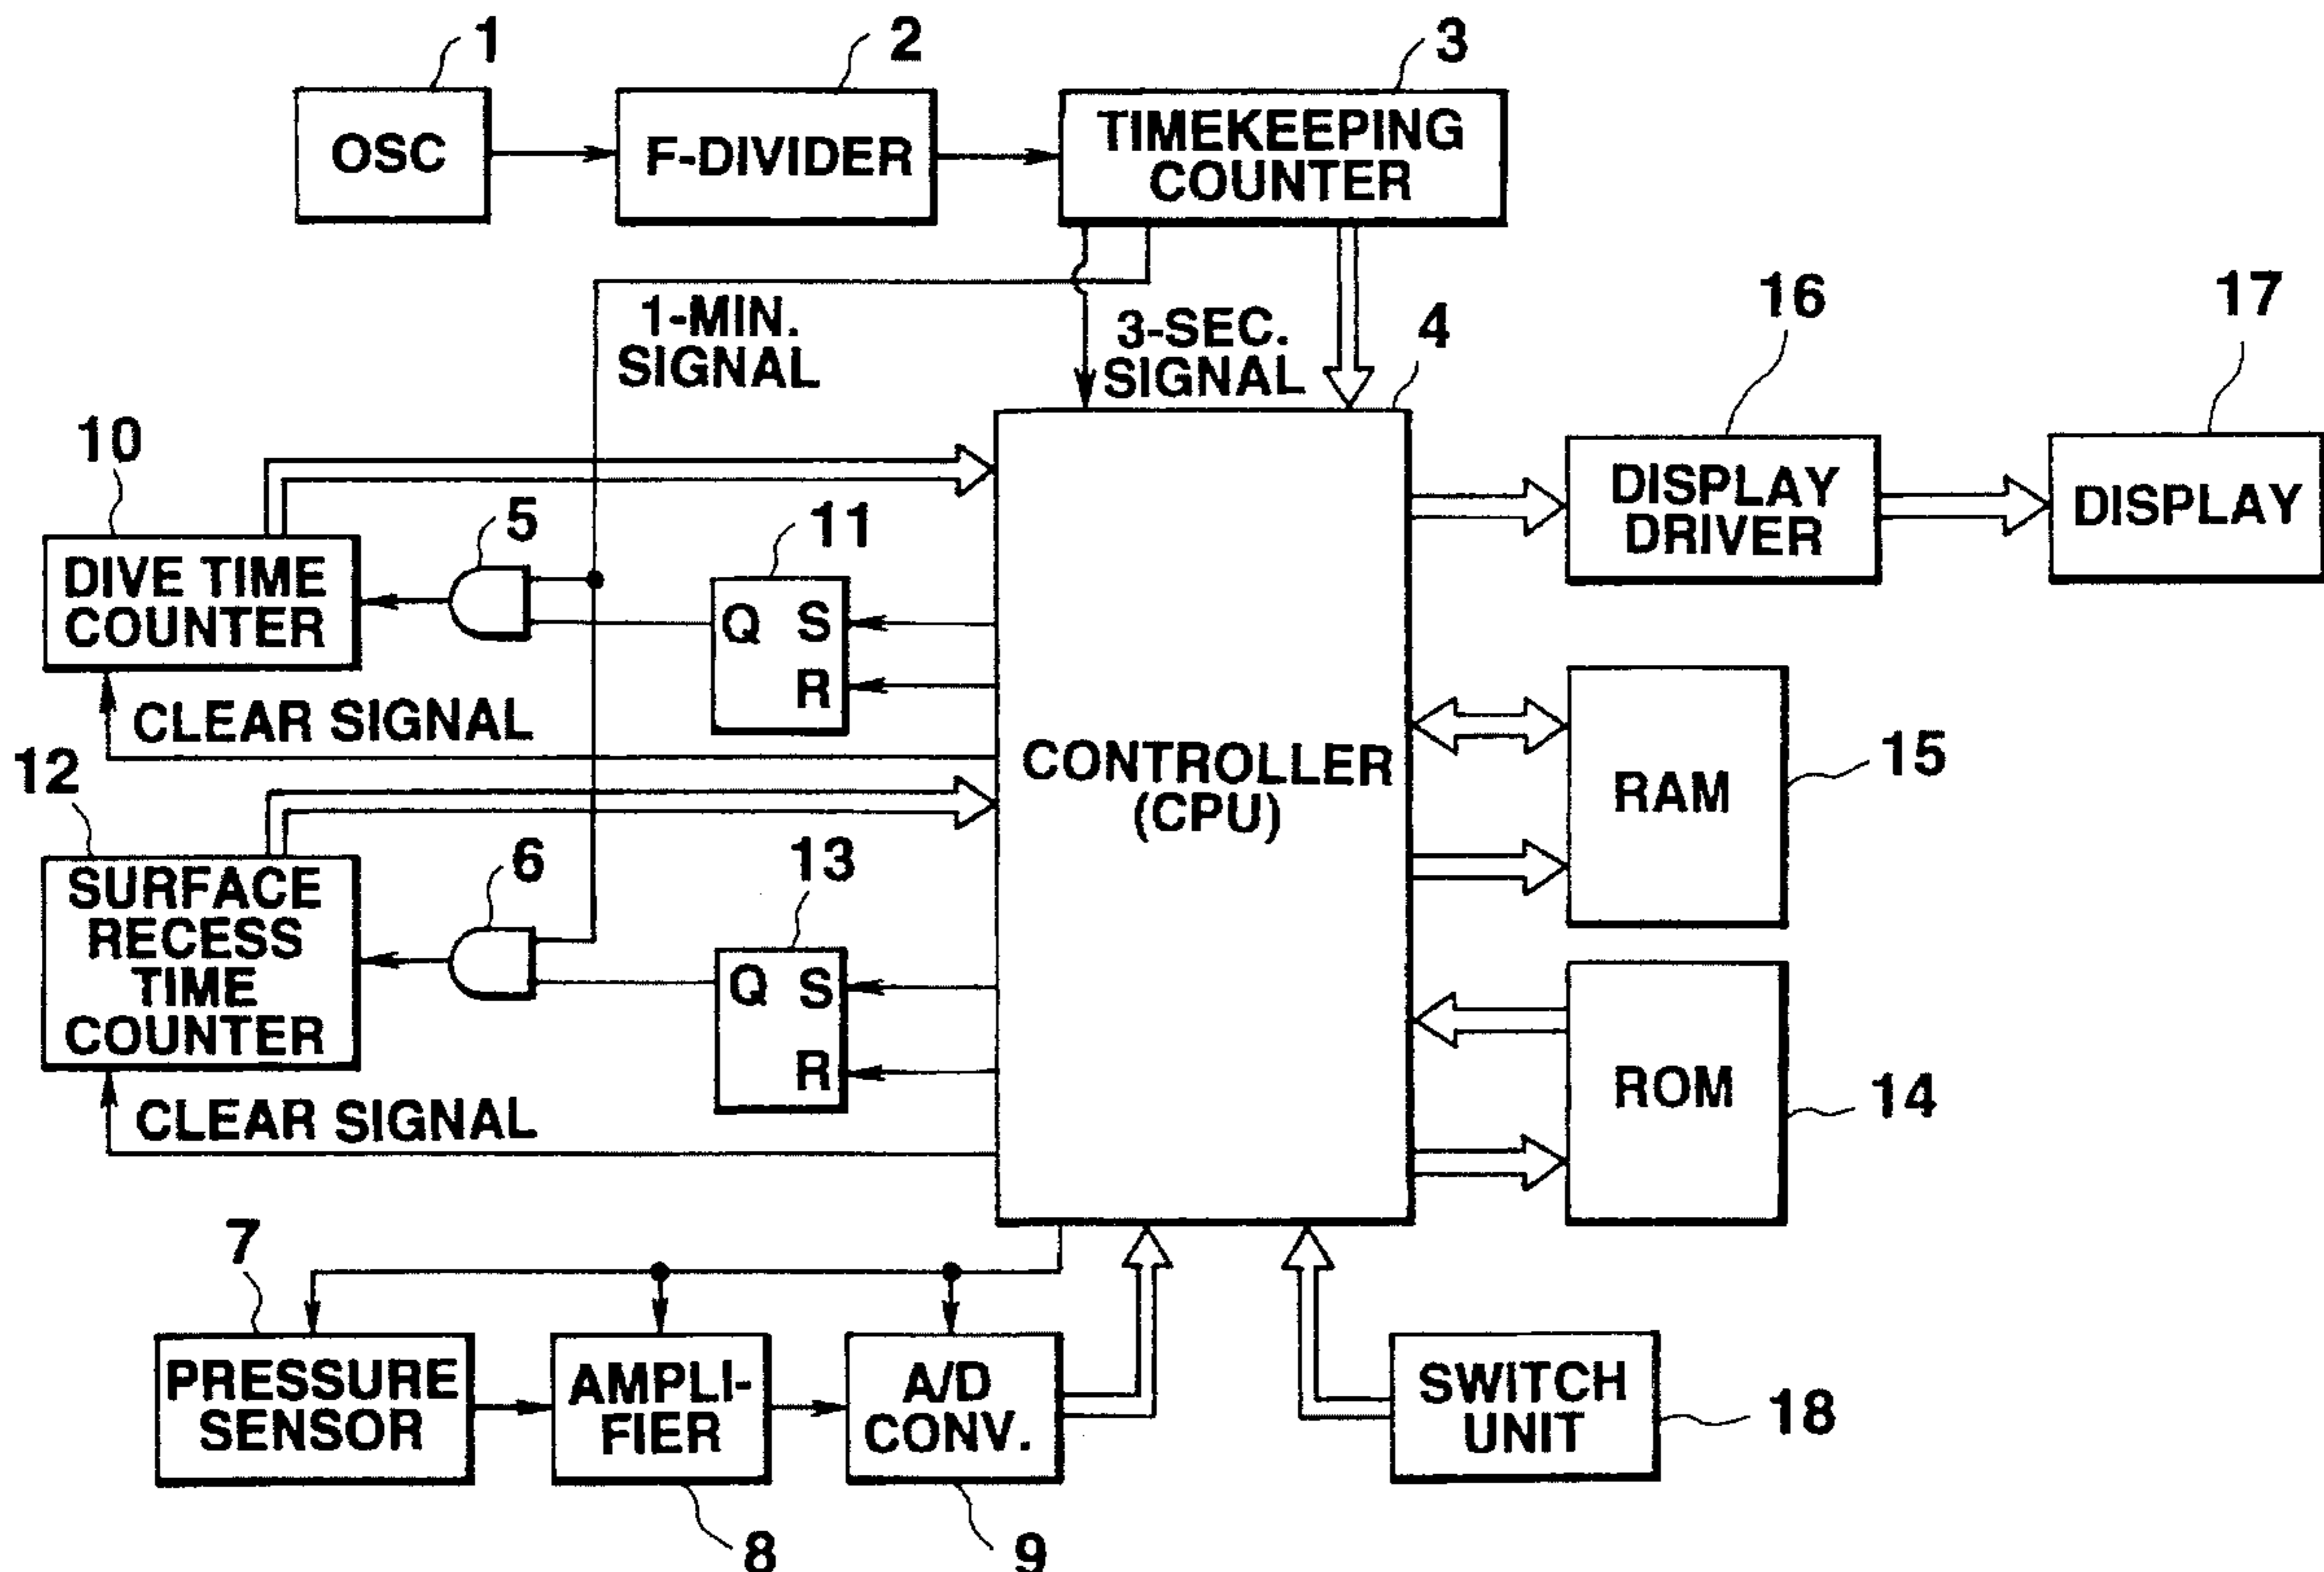 1
2
3
OSC
F-DIVIDER
TIMEKEEPING
COUNTER
1-MIN.
SIGNAL
3-SEC.
SIGNAL
4
16
17
10
5
11
DIVE TIME
COUNTER
Q S
R
DISPLAY
DRIVER
DISPLAY
CLEAR SIGNAL
12
CONTROLLER
(CPU)
RAM
15
6
13
SURFACE
RECESS
TIME
COUNTER
Q S
R
ROM
14
CLEAR SIGNAL
7
PRESSURE
SENSOR
AMPLI-
FIER
A/D
CONV.
SWITCH
UNIT
18
8
9